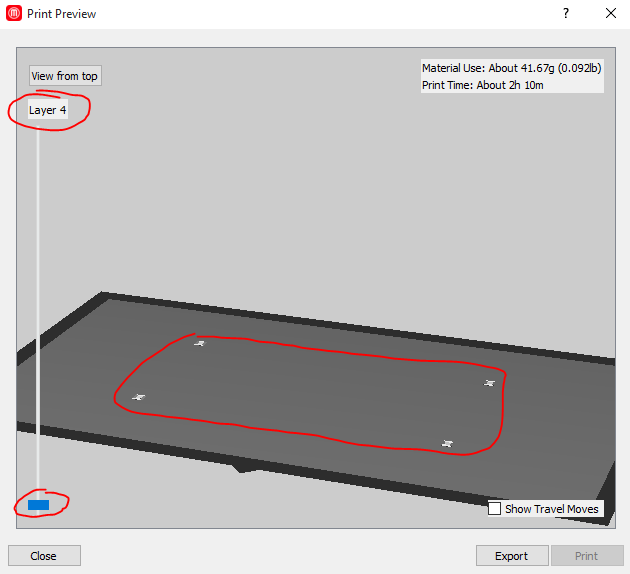 Print Preview
?
View from top
Material Use: About 41.67g (0.092lb)
Print Time: About 2h 10m
Layer 4
Show Travel Moves
Close
Export
Print